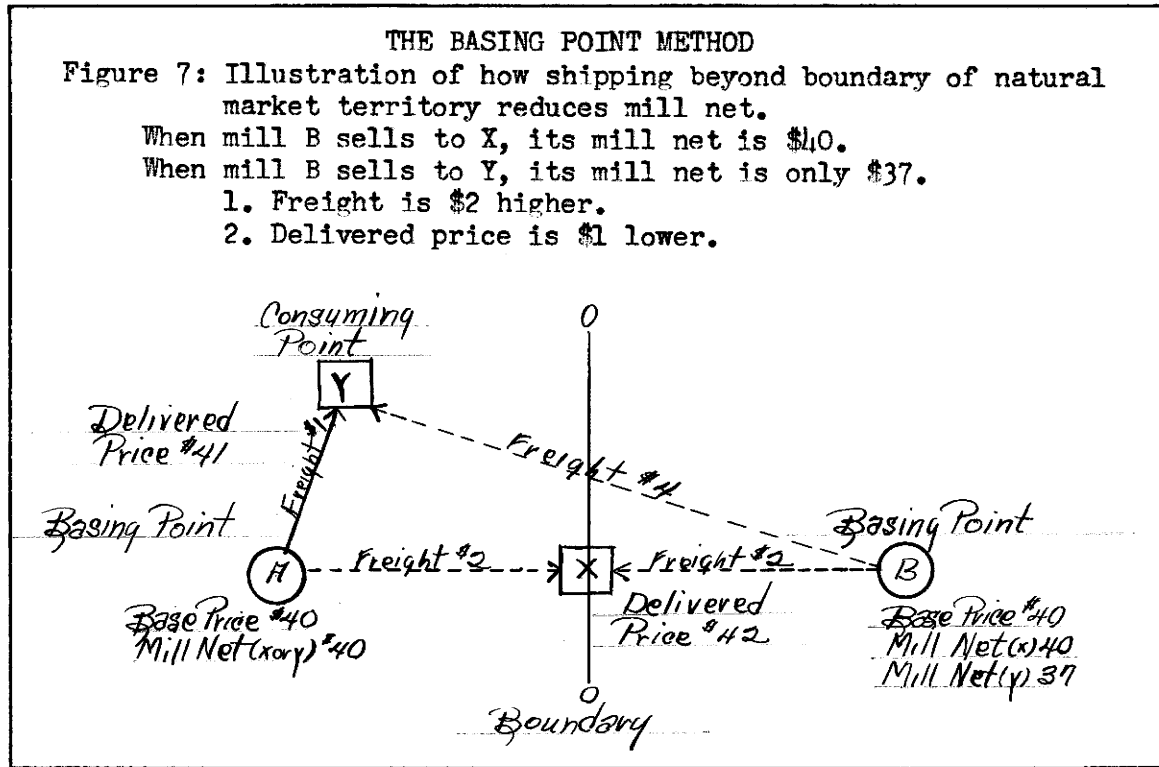 THE BASING POINT METHOD
Figure 7: Illustration of how shipping beyond boundary of natural
market territory reduces mill net.
When mill B sells to X, its mill net is $40.
When mill B sells to Y, its mill net is only $37.
1. Freight is $2 higher.
2. Delivered price is $1 lower.
Consuming
Point
Y
O
Delivered
Price $41
Freight $1
Freight $4
Basing Point
Basing Point
A
Freight $2
X
Freight $2
B
Base Price $40
Mill Net (x or y) $40
Delivered
Price $42
Base Price $40
Mill Net (x) 40
Mill Net (y) 37
O
Boundary